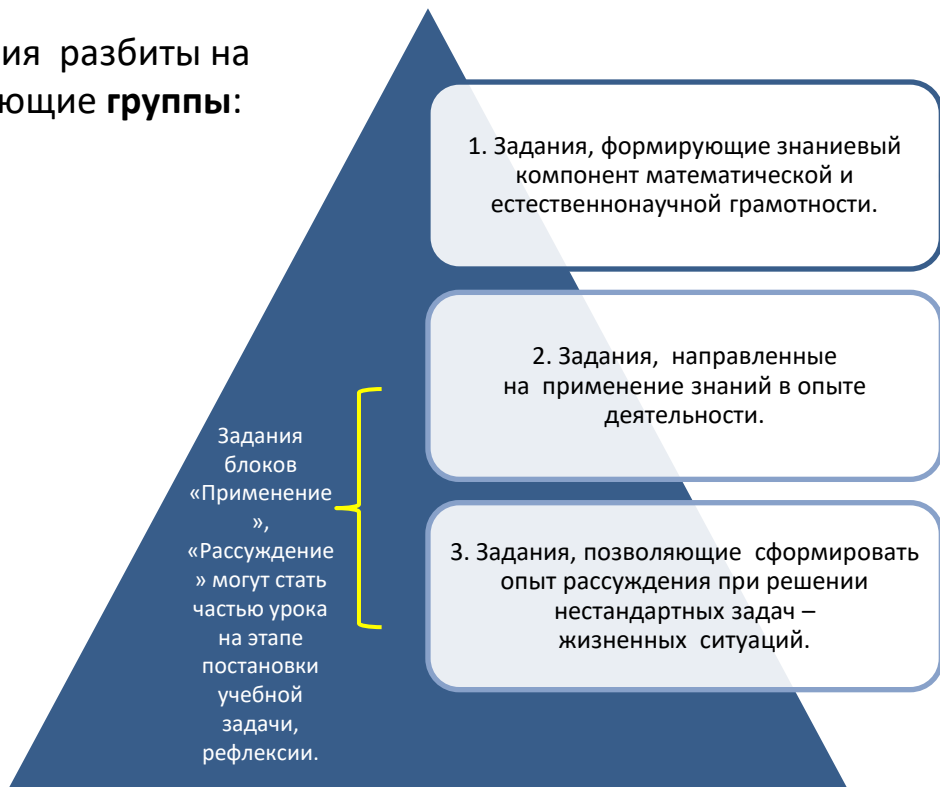 ия разбиты на
ющие группы:
1. Задания, формирующие знаниевый
компонент математической и
естественнонаучной грамотности.
2. Задания, направленные
на применение знаний в опыте
деятельности.
3. Задания, позволяющие сформировать
опыт рассуждения при решении
нестандартных задач –
жизненных ситуаций.
Задания
блоков
«Применение
»,
«Рассуждение
» могут стать
частью урока
на этапе
постановки
учебной
задачи,
рефлексии.